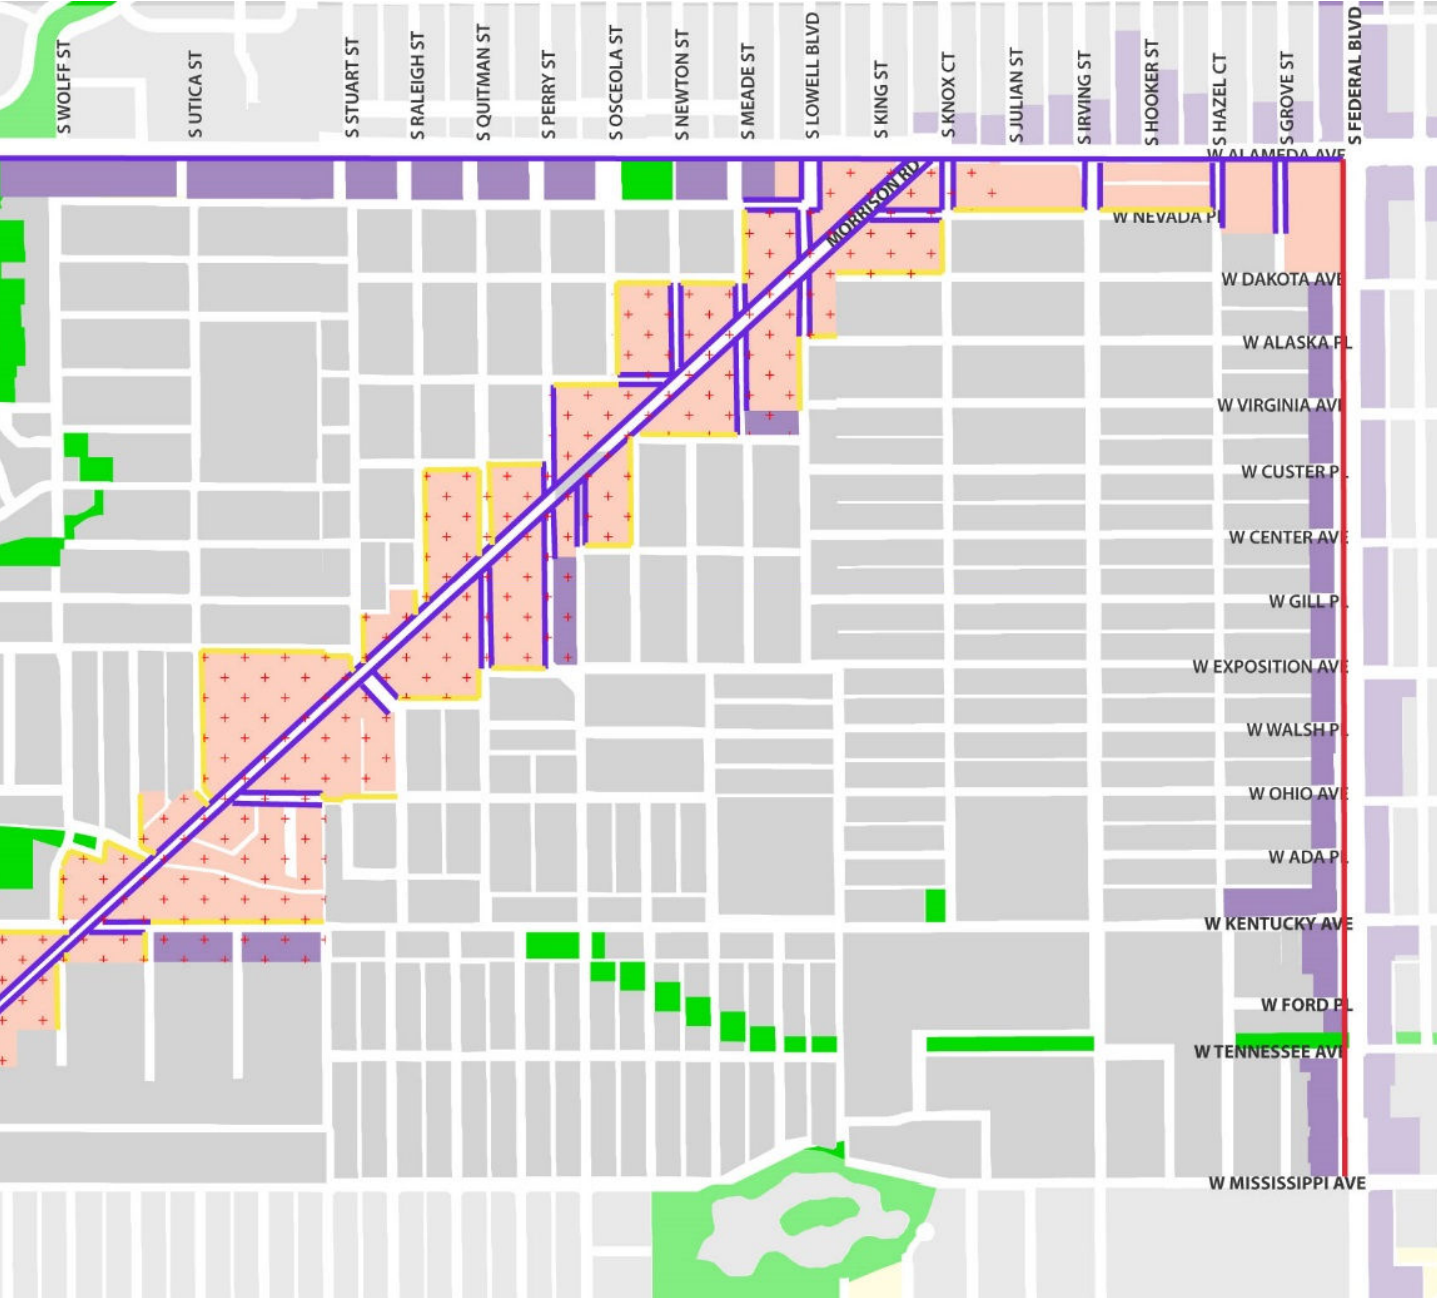 S WOLFF ST
S UTICA ST
S STUART ST
S RALEIGH ST
S QUITMAN ST
S PERRY ST
S OSCEOLA ST
S NEWTON ST
S MEADE ST
S LOWELL BLVD
S KING ST
S KNOX CT
S JULIAN ST
S IRVING ST
S HOOKER ST
S HAZEL CT
S GROVE ST
S FEDERAL BLVD
W ALAMEDA AVE
MORRISON RD
W NEVADA PL
W DAKOTA AVE
W ALASKA PL
W VIRGINIA AVE
W CUSTER PL
W CENTER AVE
W GILL PL
W EXPOSITION AVE
W WALSH PL
W OHIO AVE
W ADA PL
W KENTUCKY AVE
W FORD PL
W TENNESSEE AVE
W MISSISSIPPI AVE